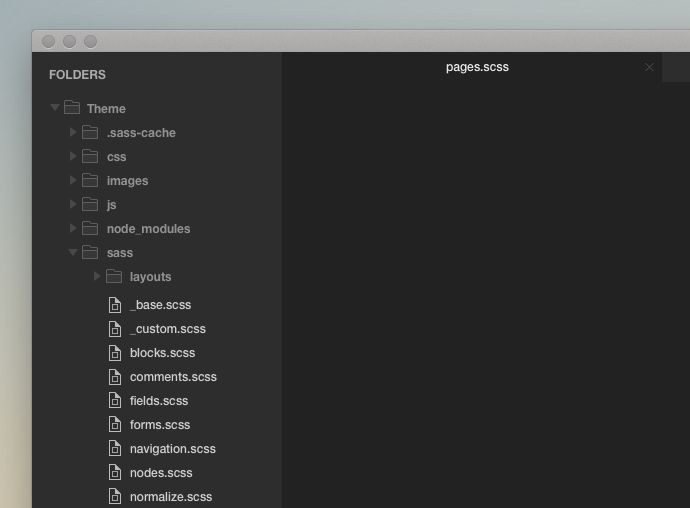 FOLDERS
pages.scss
Theme
.sass-cache
css
images
js
node_modules
sass
layouts
_base.scss
_custom.scss
blocks.scss
comments.scss
fields.scss
forms.scss
navigation.scss
nodes.scss
normalize.scss